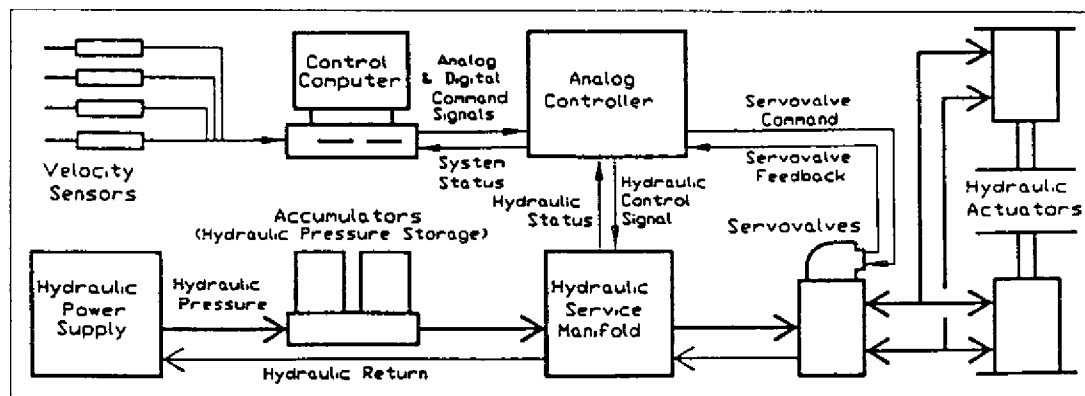 Velocity
Sensors
Control
Computer
Analog
& Digital
Command
Signals
System
Status
Analog
Controller
Servovalve
Command
Servovalve
Feedback
Hydraulic
Status
Hydraulic
Control
Signal
Hydraulic
Actuators
Accumulators
(Hydraulic Pressure Storage)
Servovalves
Hydraulic
Power
Supply
Hydraulic
Pressure
Hydraulic
Service
Manifold
Hydraulic Return